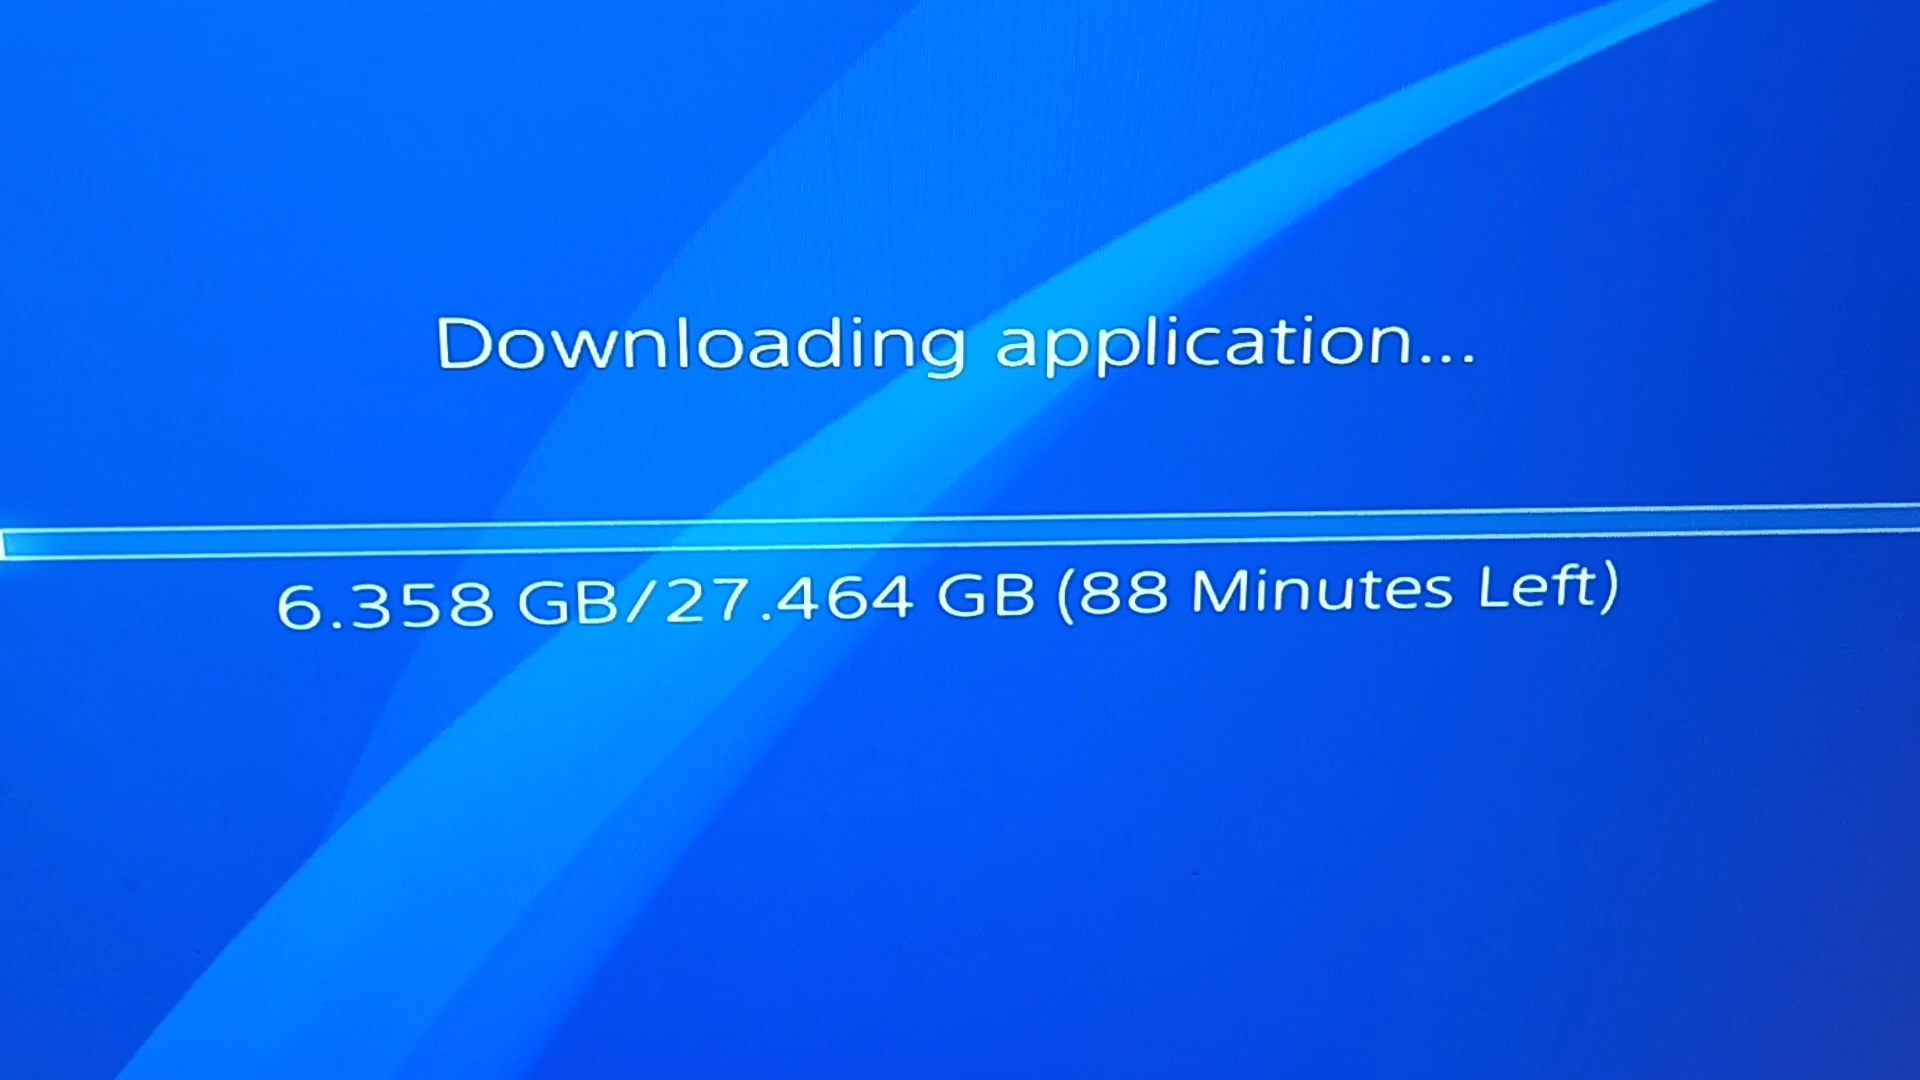 Downloading application...
6.358 GB/27.464 GB (88 Minutes Left)